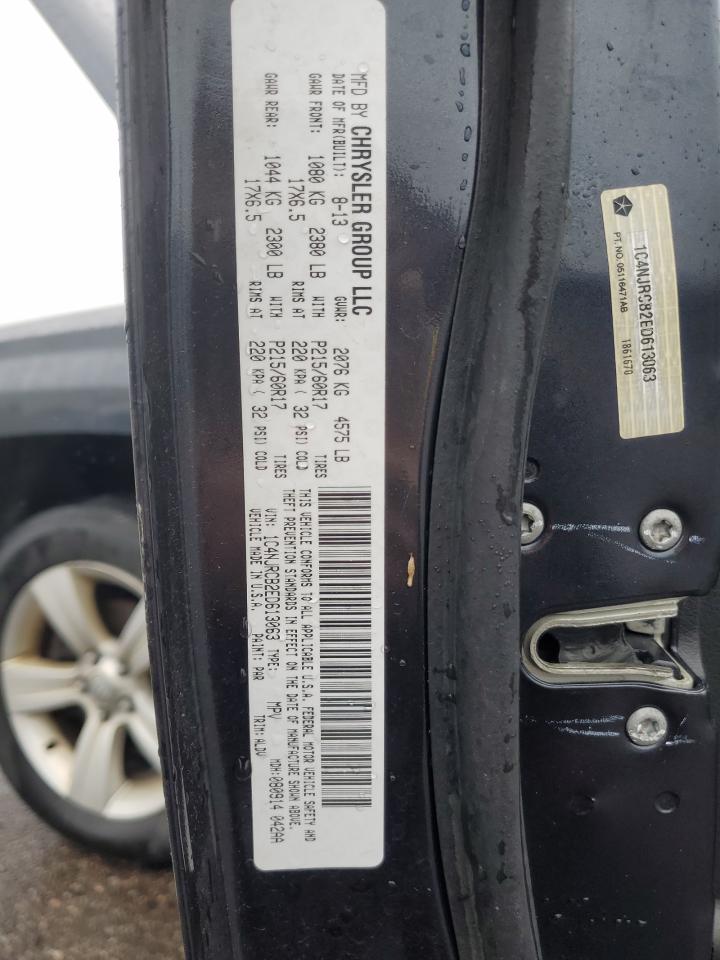 MFD BY CHRYSLER GROUP LLC
DATE OF MFR(BUILT): 8-13 GVWR: 2076 KG 4575 LB
GAWR FRONT: 1080 KG 2380 LB WITH P215/60R17 TIRES
17X6.5 RIMS AT 220 KPA ( 32 PSI) COLD
GAWR REAR: 1044 KG 2300 LB WITH P215/60R17 TIRES
17X6.5 RIMS AT 220 KPA ( 32 PSI) COLD
THIS VEHICLE CONFORMS TO ALL APPLICABLE U.S.A. FEDERAL MOTOR VEHICLE SAFETY AND
THEFT PREVENTION STANDARDS IN EFFECT ON THE DATE OF MANUFACTURE SHOWN ABOVE.
VIN: 1C4NJRCB2ED613063 TYPE: MPV MDH:080914 042AA
VEHICLE MADE IN U.S.A. PAINT: PAR TRIM:ALDV
1C4NJRCB2ED613063
PT. NO. 05116471AB 1861670